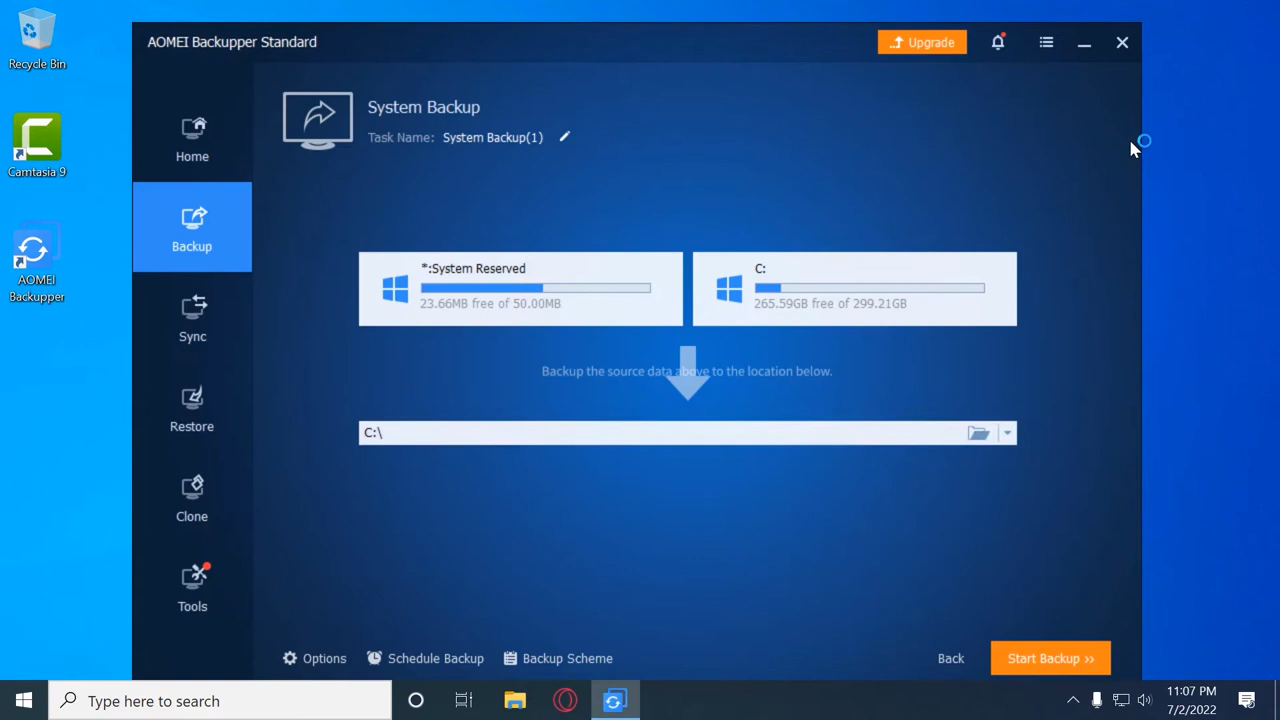 Recycle Bin
Camtasia 9
AOMEI
Backupper
AOMEI Backupper Standard
Upgrade
Home
Backup
Sync
Restore
Clone
Tools
System Backup
Task Name: System Backup(1)
*:System Reserved
23.66MB free of 50.00MB
C:
265.59GB free of 299.21GB
Backup the source data above to the location below.
C:\
Options
Schedule Backup
Backup Scheme
Back
Start Backup »
Type here to search
11:07 PM
7/2/2022